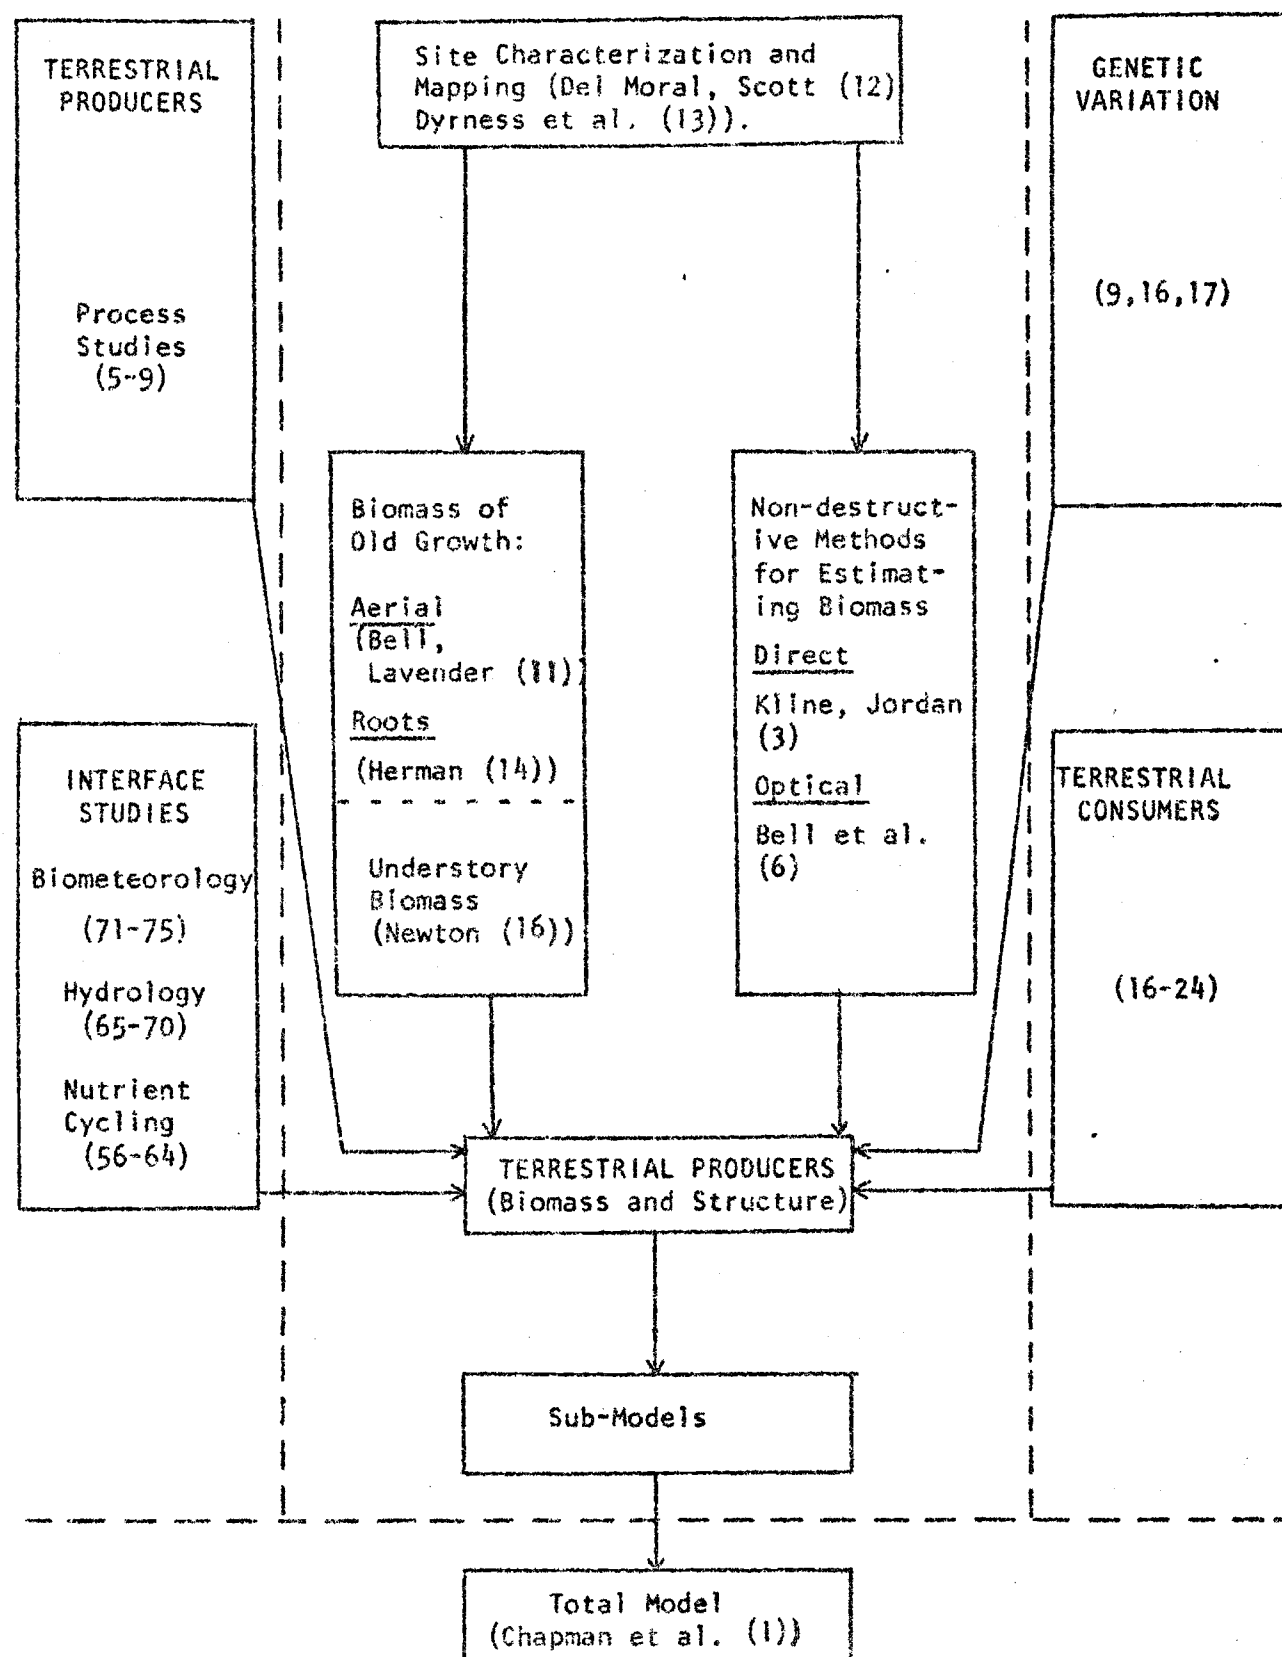 TERRESTRIAL
PRODUCERS
Process
Studies
(5-9)
Site Characterization and
Mapping (Del Moral, Scott (12)
Dyrness et al. (13)).
GENETIC
VARIATION
(9,16,17)
Biomass of
Old Growth:
Aerial
(Bell,
Lavender (11))
Roots
(Herman (14))
Understory
Biomass
(Newton (16))
Non-destruct-
ive Methods
for Estimat-
ing Biomass
Direct
Kline, Jordan
(3)
Optical
Bell et al.
(6)
INTERFACE
STUDIES
Biometeorology
(71-75)
Hydrology
(65-70)
Nutrient
Cycling
(56-64)
TERRESTRIAL
CONSUMERS
(16-24)
TERRESTRIAL PRODUCERS
(Biomass and Structure)
Sub-Models
Total Model
(Chapman et al. (1))